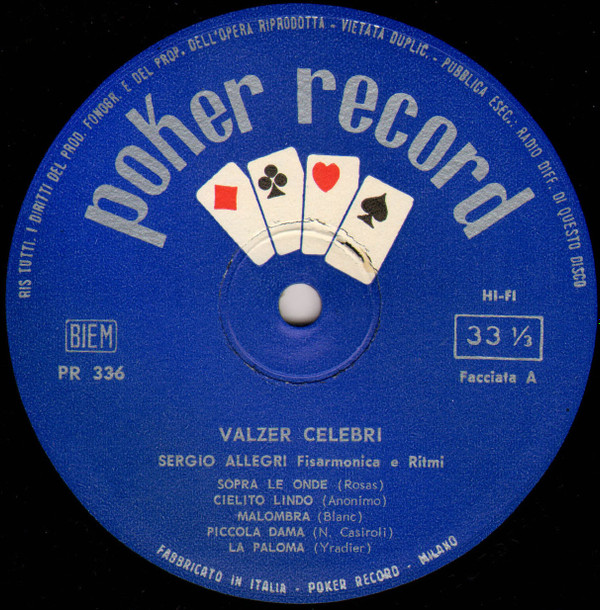 RIS TUTTI. I DIRITTI DEL PROD. FONOGR. E DEL PROP. DELL'OPERA RIPRODOTTA - VIETATA DUPLIC. - PUBBLICA ESEC. RADIO DIFF. DI QUESTO DISCO
poker record
HI-FI
BIEM
33 ⅓
PR 336
Facciata A
VALZER CELEBRI
SERGIO ALLEGRI Fisarmonica e Ritmi
SOPRA LE ONDE (Rosas)
CIELITO LINDO (Anonimo)
MALOMBRA (Blanc)
PICCOLA DAMA (N. Casiroli)
LA PALOMA (Yradier)
FABBRICATO IN ITALIA - POKER RECORD - MILANO